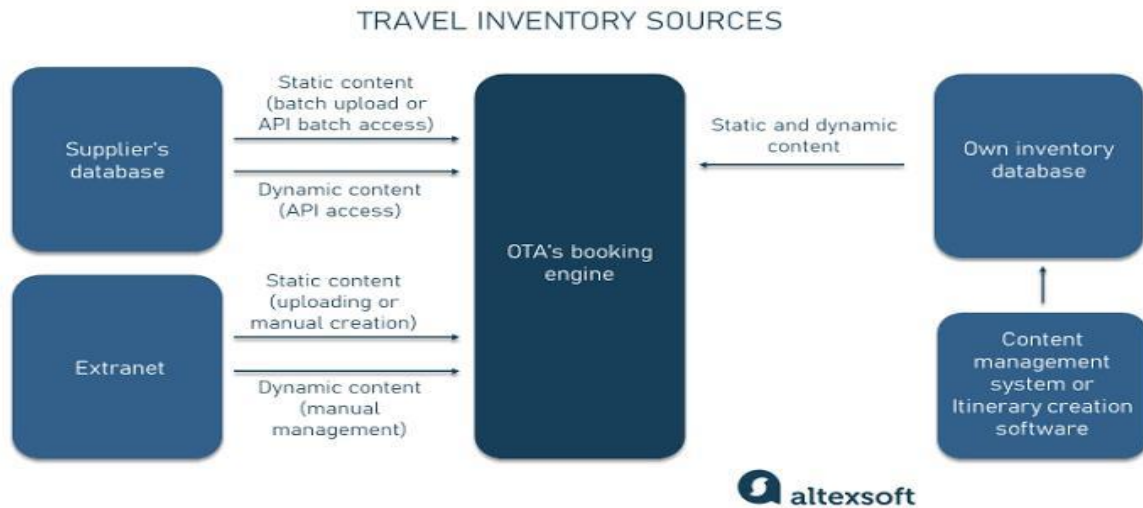 TRAVEL INVENTORY SOURCES
Supplier's
database
Static content
(batch upload or
API batch access)
Dynamic content
(API access)
Extranet
Static content
(uploading or
manual creation)
Dynamic content
(manual
management)
OTA's booking
engine
Static and dynamic
content
Own inventory
database
Content
management
system or
Itinerary creation
software
altexsoft